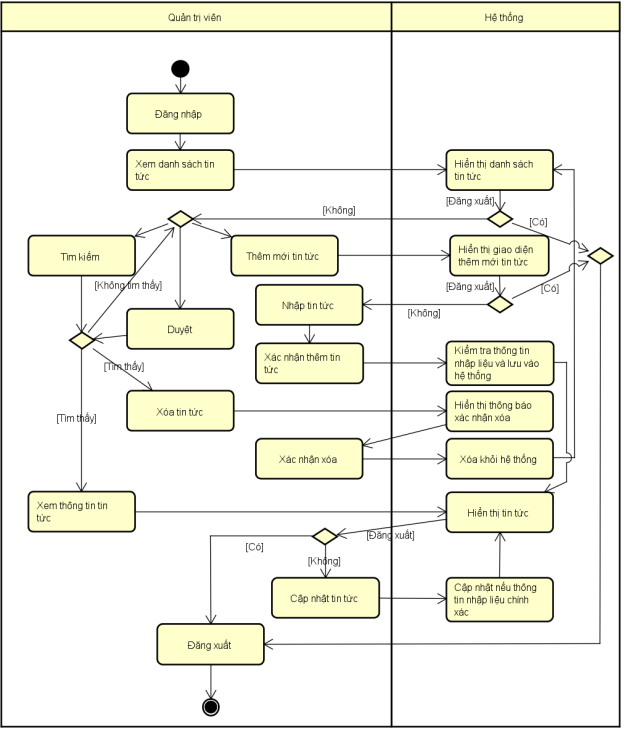 Quản trị viên
Hệ thống
Đăng nhập
Xem danh sách tin
tức
Hiển thị danh sách
tin tức
[Đăng xuất]
[Không]
[Có]
Tìm kiếm
Thêm mới tin tức
Hiển thị giao diện
thêm mới tin tức
[Không tìm thấy]
[Đăng xuất]
[Có]
Nhập tin tức
[Không]
Duyệt
Xác nhận thêm tin
tức
Kiểm tra thông tin
nhập liệu và lưu vào
hệ thống
[Tìm thấy]
Xóa tin tức
Hiển thị thông báo
xác nhận xóa
[Tìm thấy]
Xác nhận xóa
Xóa khỏi hệ thống
Xem thông tin tin
tức
Hiển thị tin tức
[Đăng xuất]
[Có]
[Không]
Cập nhật tin tức
Cập nhật nếu thông
tin nhập liệu chính
xác
Đăng xuất